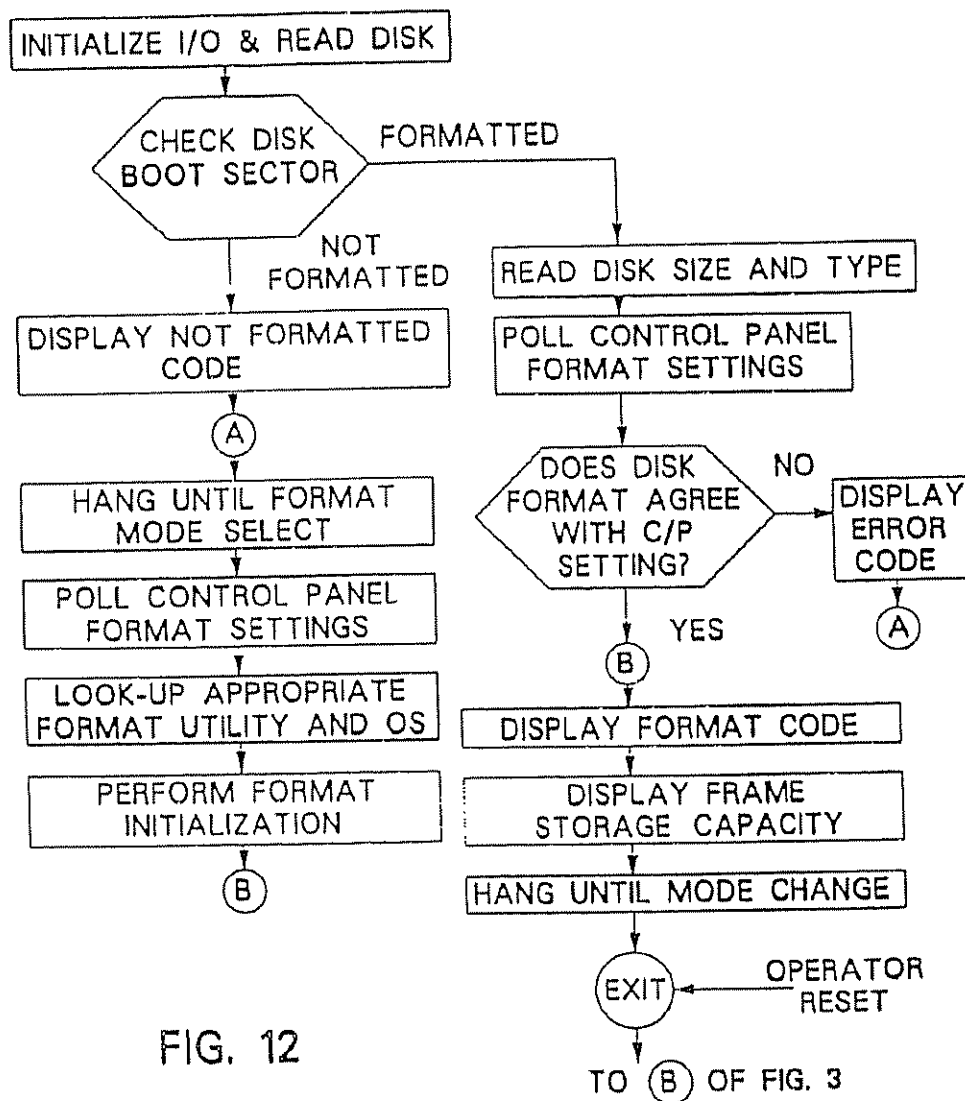 INITIALIZE I/O & READ DISK
CHECK DISK
BOOT SECTOR
FORMATTED
NOT
FORMATTED
DISPLAY NOT FORMATTED
CODE
A
HANG UNTIL FORMAT
MODE SELECT
POLL CONTROL PANEL
FORMAT SETTINGS
LOOK-UP APPROPRIATE
FORMAT UTILITY AND OS
PERFORM FORMAT
INITIALIZATION
B
READ DISK SIZE AND TYPE
POLL CONTROL PANEL
FORMAT SETTINGS
DOES DISK
FORMAT AGREE
WITH C/P
SETTING?
NO
DISPLAY
ERROR
CODE
A
YES
B
DISPLAY FORMAT CODE
DISPLAY FRAME
STORAGE CAPACITY
HANG UNTIL MODE CHANGE
EXIT
OPERATOR
RESET
TO B OF FIG. 3
FIG. 12